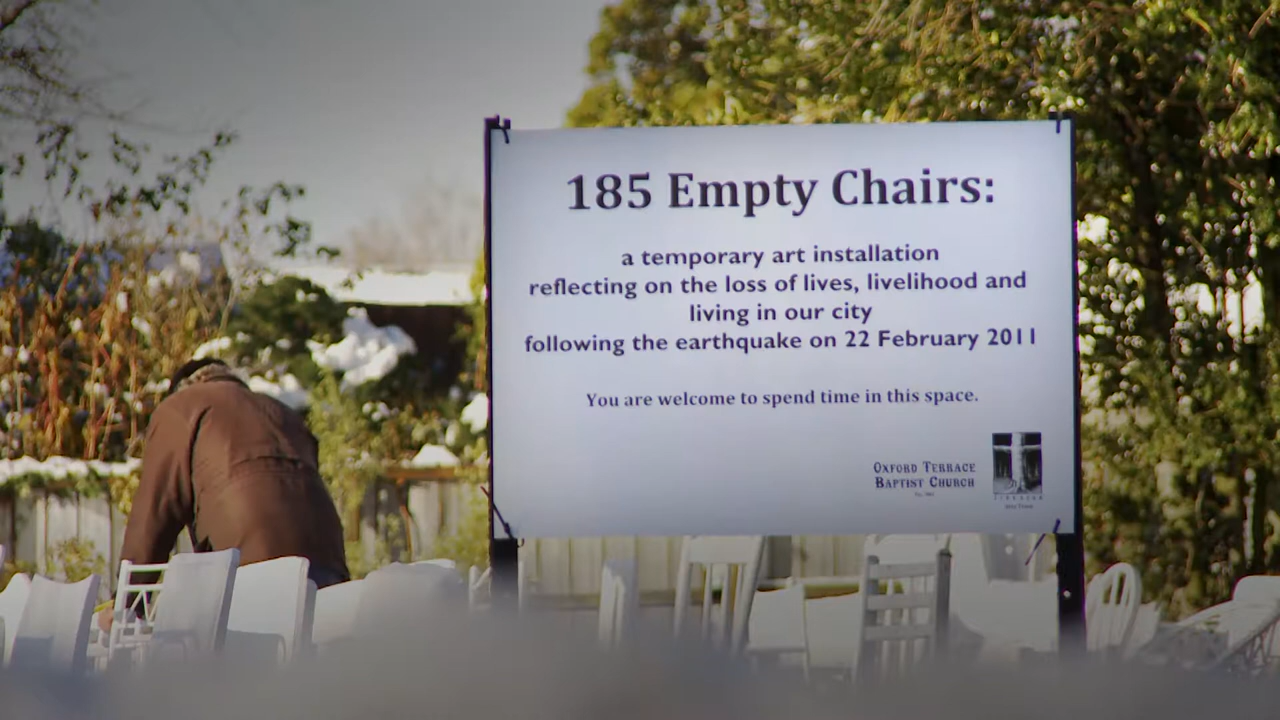 185 Empty Chairs:
a temporary art installation
reflecting on the loss of lives, livelihood and
living in our city
following the earthquake on 22 February 2011
You are welcome to spend time in this space.
OXFORD TERRACE
BAPTIST CHURCH